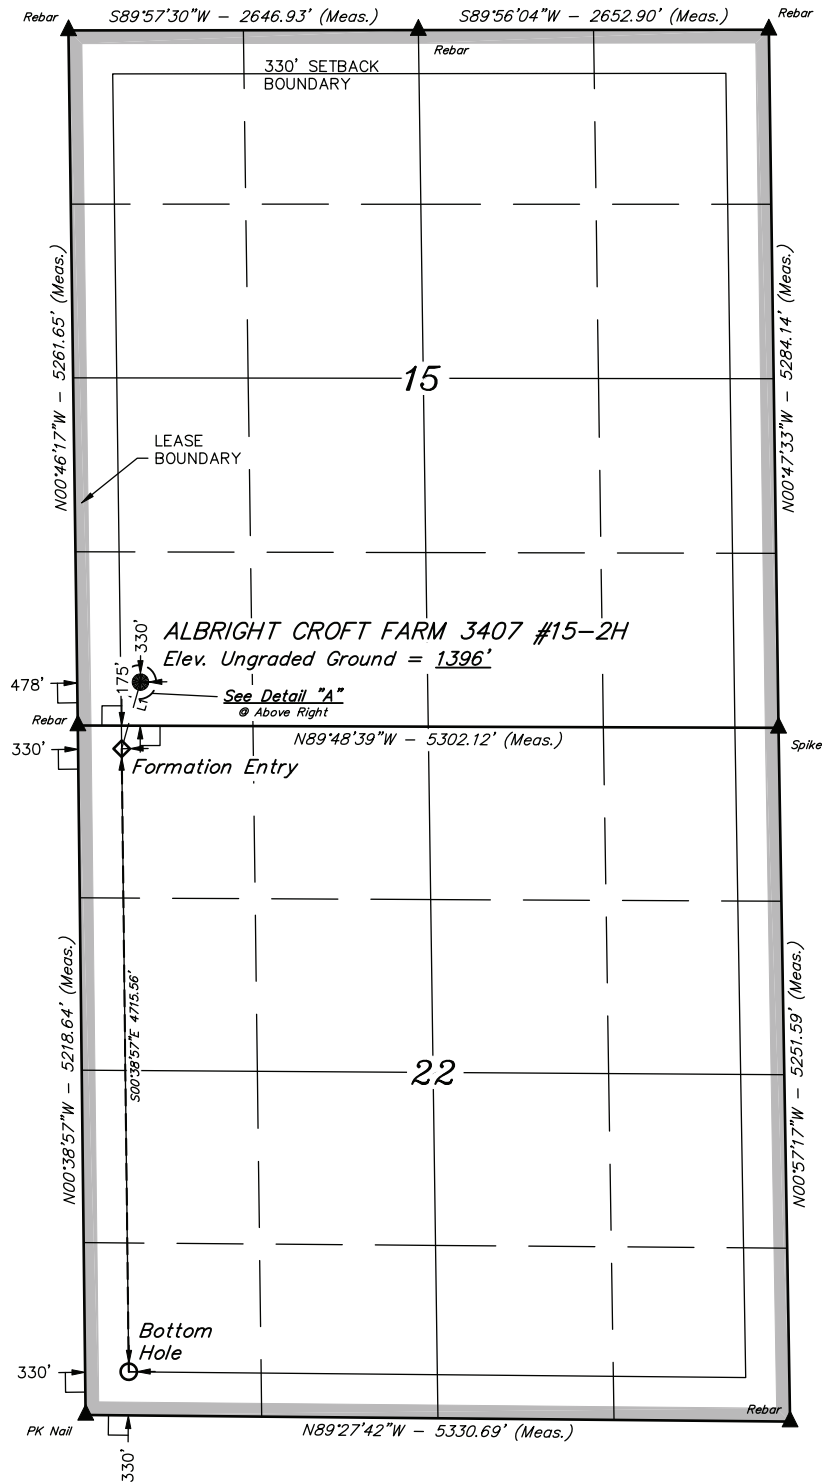 S89°57'30"W - 2646.93' (Meas.)
S89°56'04"W - 2652.90' (Meas.)
Rebar
Rebar
Rebar
330' SETBACK
BOUNDARY
N00°46'17"W - 5261.65' (Meas.)
N00°47'33"W - 5284.14' (Meas.)
15
LEASE
BOUNDARY
ALBRIGHT CROFT FARM 3407 #15-2H
Elev. Ungraded Ground = 1396'
330'
175'
478'
L1
See Detail "A"
@ Above Right
Rebar
N89°48'39"W - 5302.12' (Meas.)
Spike
330'
Formation Entry
N00°38'57"W - 5218.64' (Meas.)
S00°38'57"E 4715.56'
N00°57'17"W - 5251.59' (Meas.)
22
Bottom
Hole
330'
Rebar
PK Nail
N89°27'42"W - 5330.69' (Meas.)
330'